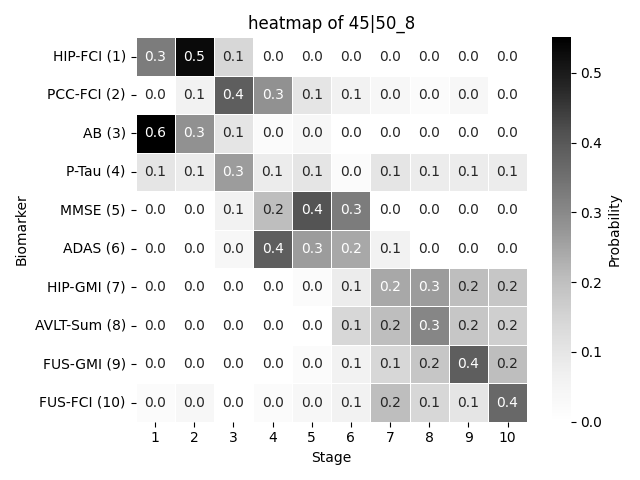 heatmap of 45|50_8
HIP-FCI (1) 0.3 0.5 0.1 0.0 0.0 0.0 0.0 0.0 0.0 0.0
PCC-FCI (2) 0.0 0.1 0.4 0.3 0.1 0.1 0.0 0.0 0.0 0.0
AB (3) 0.6 0.3 0.1 0.0 0.0 0.0 0.0 0.0 0.0 0.0
P-Tau (4) 0.1 0.1 0.3 0.1 0.1 0.0 0.1 0.1 0.1 0.1
MMSE (5) 0.0 0.0 0.1 0.2 0.4 0.3 0.0 0.0 0.0 0.0
ADAS (6) 0.0 0.0 0.0 0.4 0.3 0.2 0.1 0.0 0.0 0.0
HIP-GMI (7) 0.0 0.0 0.0 0.0 0.0 0.1 0.2 0.3 0.2 0.2
AVLT-Sum (8) 0.0 0.0 0.0 0.0 0.0 0.1 0.2 0.3 0.2 0.2
FUS-GMI (9) 0.0 0.0 0.0 0.0 0.0 0.1 0.1 0.2 0.4 0.2
FUS-FCI (10) 0.0 0.0 0.0 0.0 0.0 0.1 0.2 0.1 0.1 0.4
1 2 3 4 5 6 7 8 9 10
Stage
Biomarker
0.5
0.4
0.3
0.2
0.1
0.0
Probability